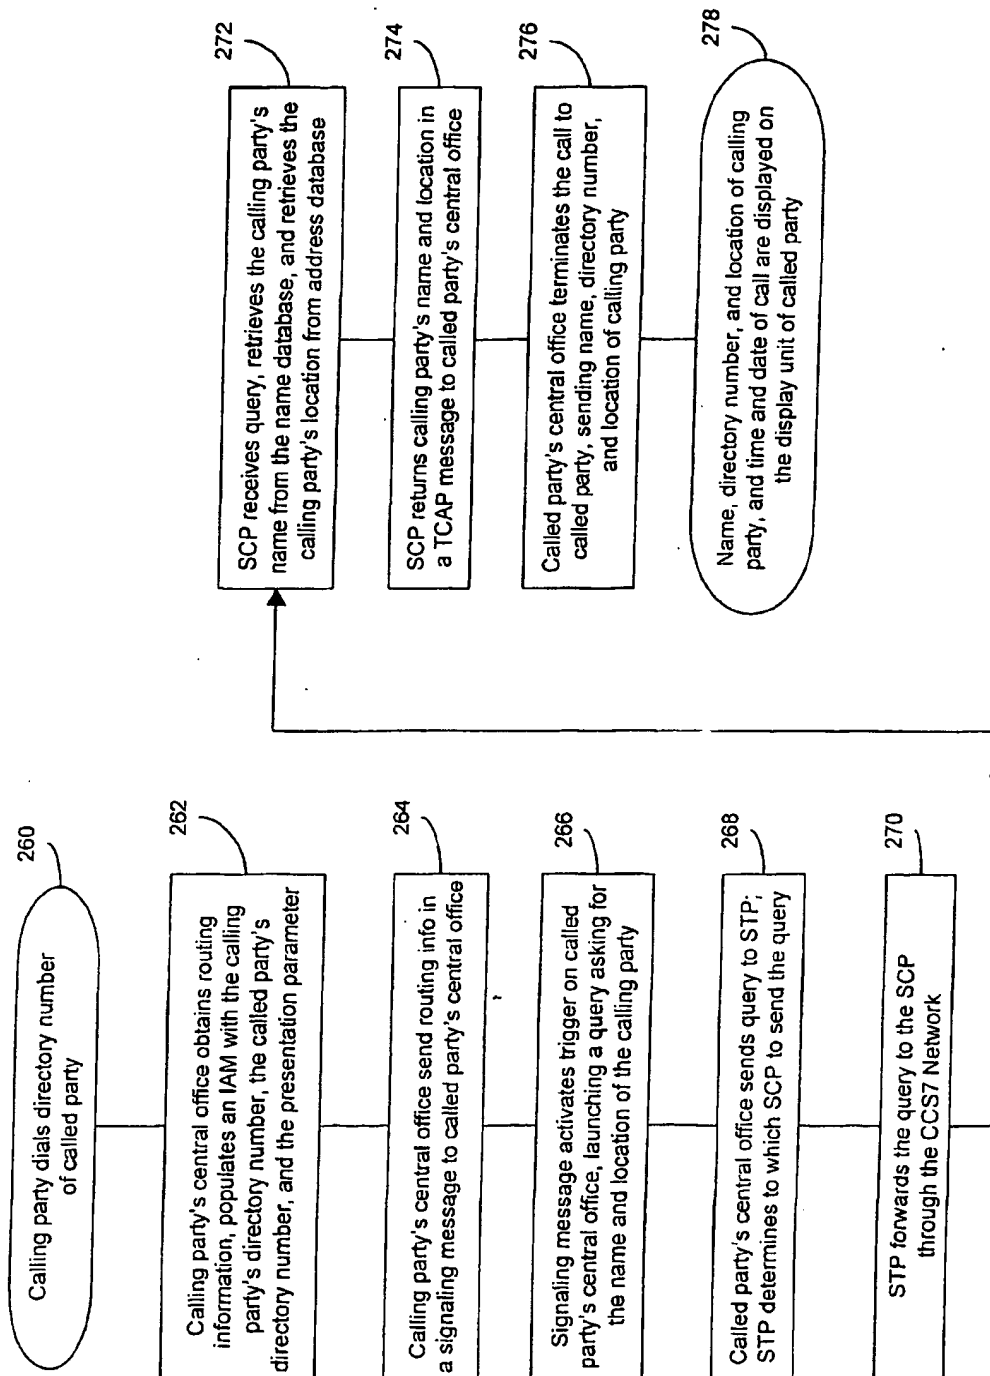 260
Calling party dials directory number
of called party
262
Calling party's central office obtains routing
information, populates an IAM with the calling
party's directory number, the called party's
directory number, and the presentation parameter
264
Calling party's central office send routing info in
a signaling message to called party's central office
266
Signaling message activates trigger on called
party's central office, launching a query asking for
the name and location of the calling party
268
Called party's central office sends query to STP;
STP determines to which SCP to send the query
270
STP forwards the query to the SCP
through the CCS7 Network
272
SCP receives query, retrieves the calling party's
name from the name database, and retrieves the
calling party's location from address database
274
SCP returns calling party's name and location in
a TCAP message to called party's central office
276
Called party's central office terminates the call to
called party, sending name, directory number,
and location of calling party
278
Name, directory number, and location of calling
party, and time and date of call are displayed on
the display unit of called party